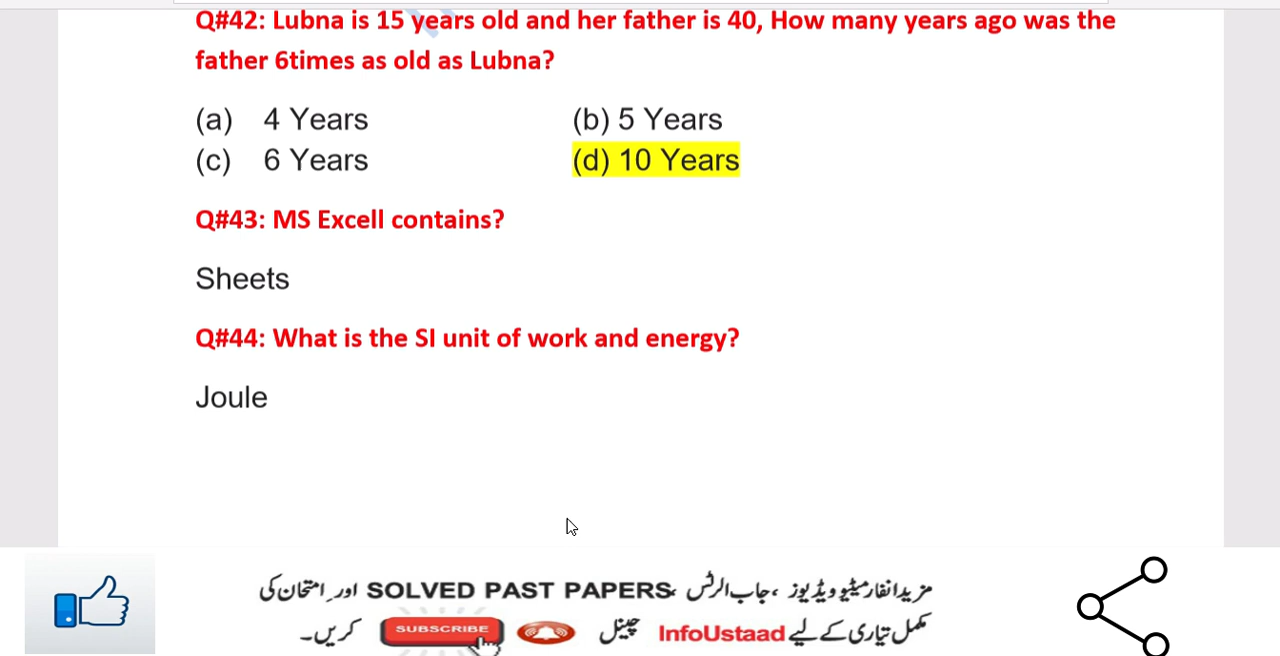 Q#42: Lubna is 15 years old and her father is 40, How many years ago was the
father 6times as old as Lubna?
(a) 4 Years (b) 5 Years
(c) 6 Years (d) 10 Years
Q#43: MS Excell contains?
Sheets
Q#44: What is the SI unit of work and energy?
Joule
مزید انفارمیٹیو ویڈیوز، جاب الرٹس، SOLVED PAST PAPERS اور امتحان کی
مکمل تیاری کے لیے InfoUstaad چینل SUBSCRIBE کریں۔